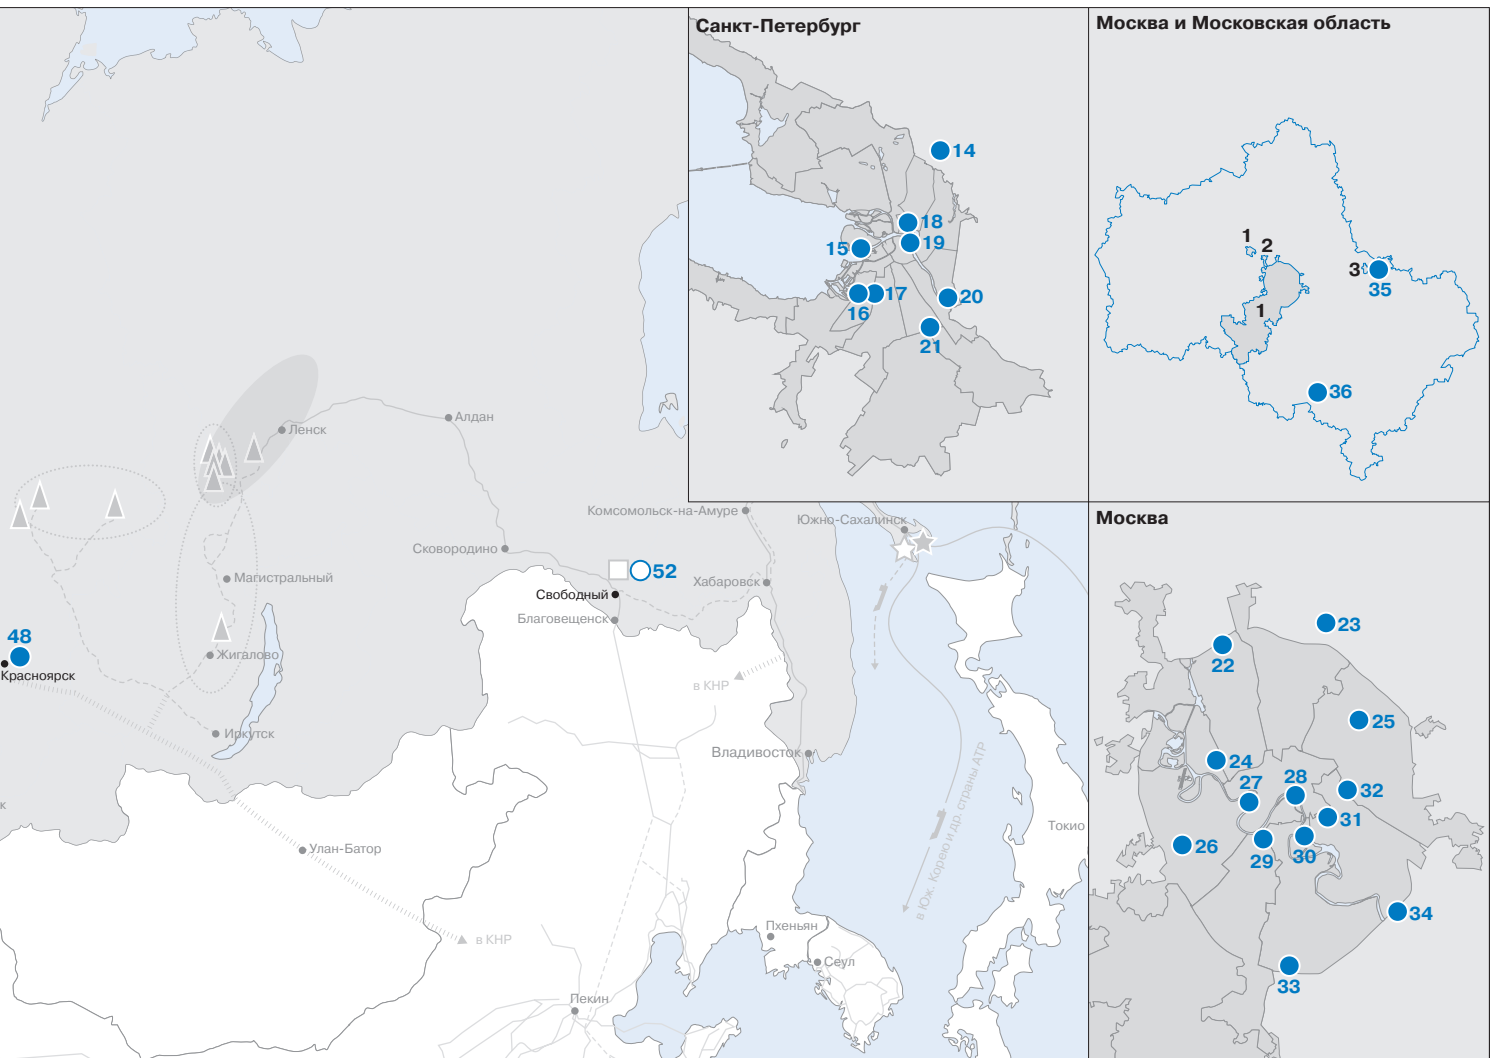 Санкт-Петербург
14
18
19
15
17
16
20
21
Москва и Московская область
1
2
3
35
1
36
Алдан
Ленск
Комсомольск-на-Амуре
Южно-Сахалинск
Сковородино
52
Хабаровск
Магистральный
Свободный
Благовещенск
48
Красноярск
Жигалово
в КНР
Иркутск
Владивосток
к
Улан-Батор
Токио
в Юж. Корею и др. страны АТР
в КНР
Пхеньян
Сеул
Пекин
Москва
23
22
25
24
27
28
32
31
26
29
30
34
33